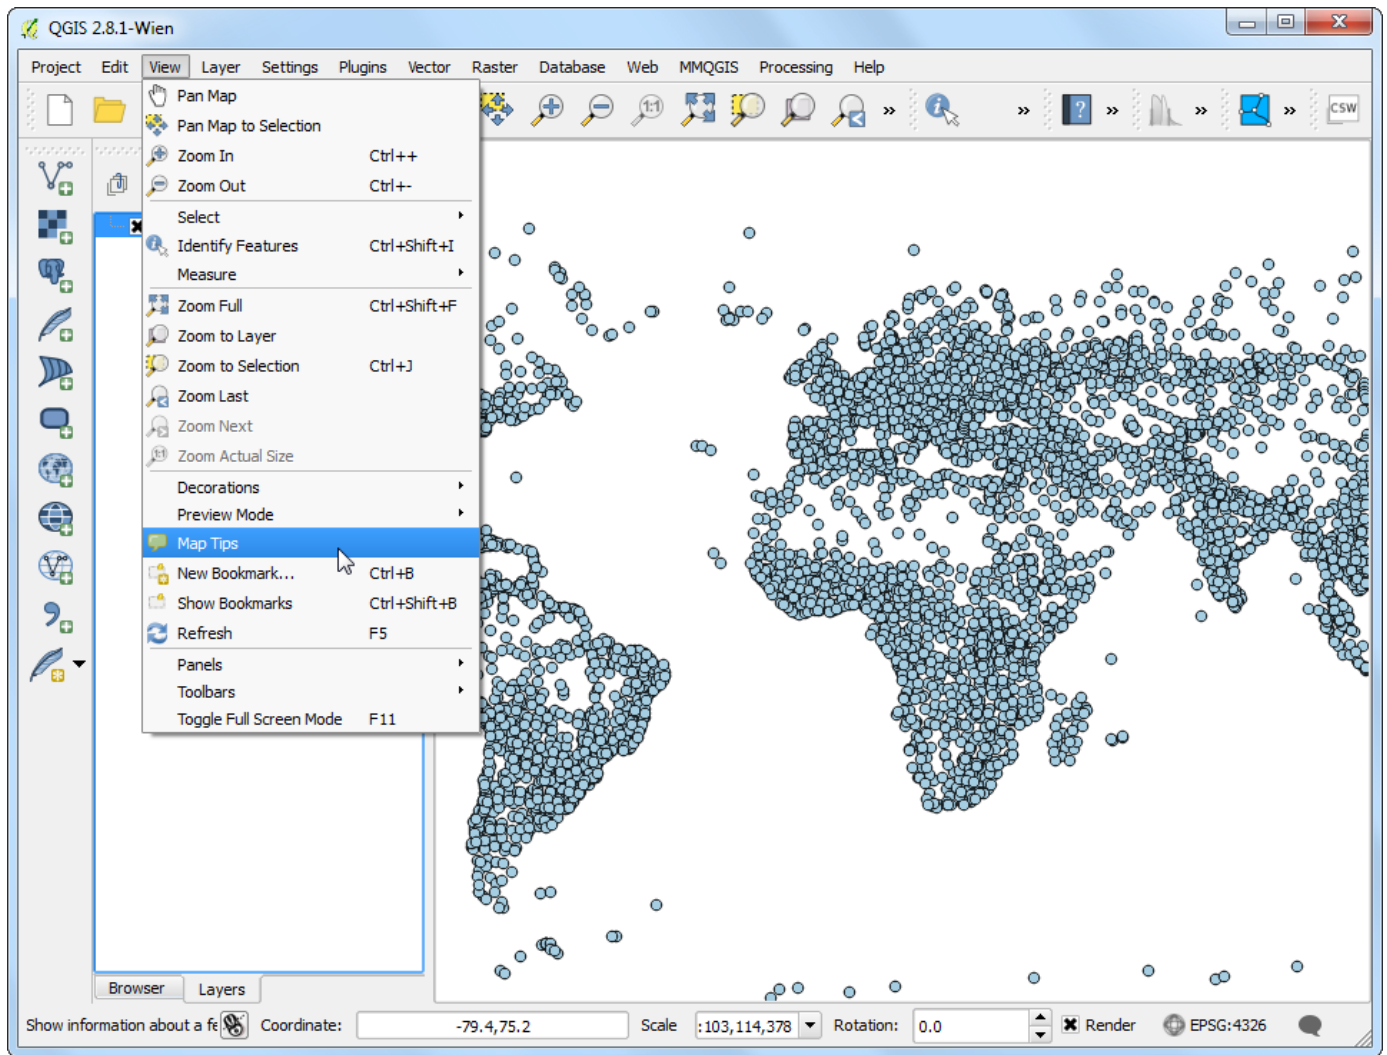 QGIS 2.8.1-Wien
Project Edit View Layer Settings Plugins Vector Raster Database Web MMQGIS Processing Help
1:1 » » » » » CSW
Pan Map
Pan Map to Selection
Zoom In Ctrl++
Zoom Out Ctrl+-
Select
Identify Features Ctrl+Shift+I
Measure
Zoom Full Ctrl+Shift+F
Zoom to Layer
Zoom to Selection Ctrl+J
Zoom Last
Zoom Next
Zoom Actual Size
Decorations
Preview Mode
Map Tips
New Bookmark... Ctrl+B
Show Bookmarks Ctrl+Shift+B
Refresh F5
Panels
Toolbars
Toggle Full Screen Mode F11
Browser Layers
Show information about a fe Coordinate: -79.4,75.2 Scale :103,114,378 Rotation: 0.0 Render EPSG:4326